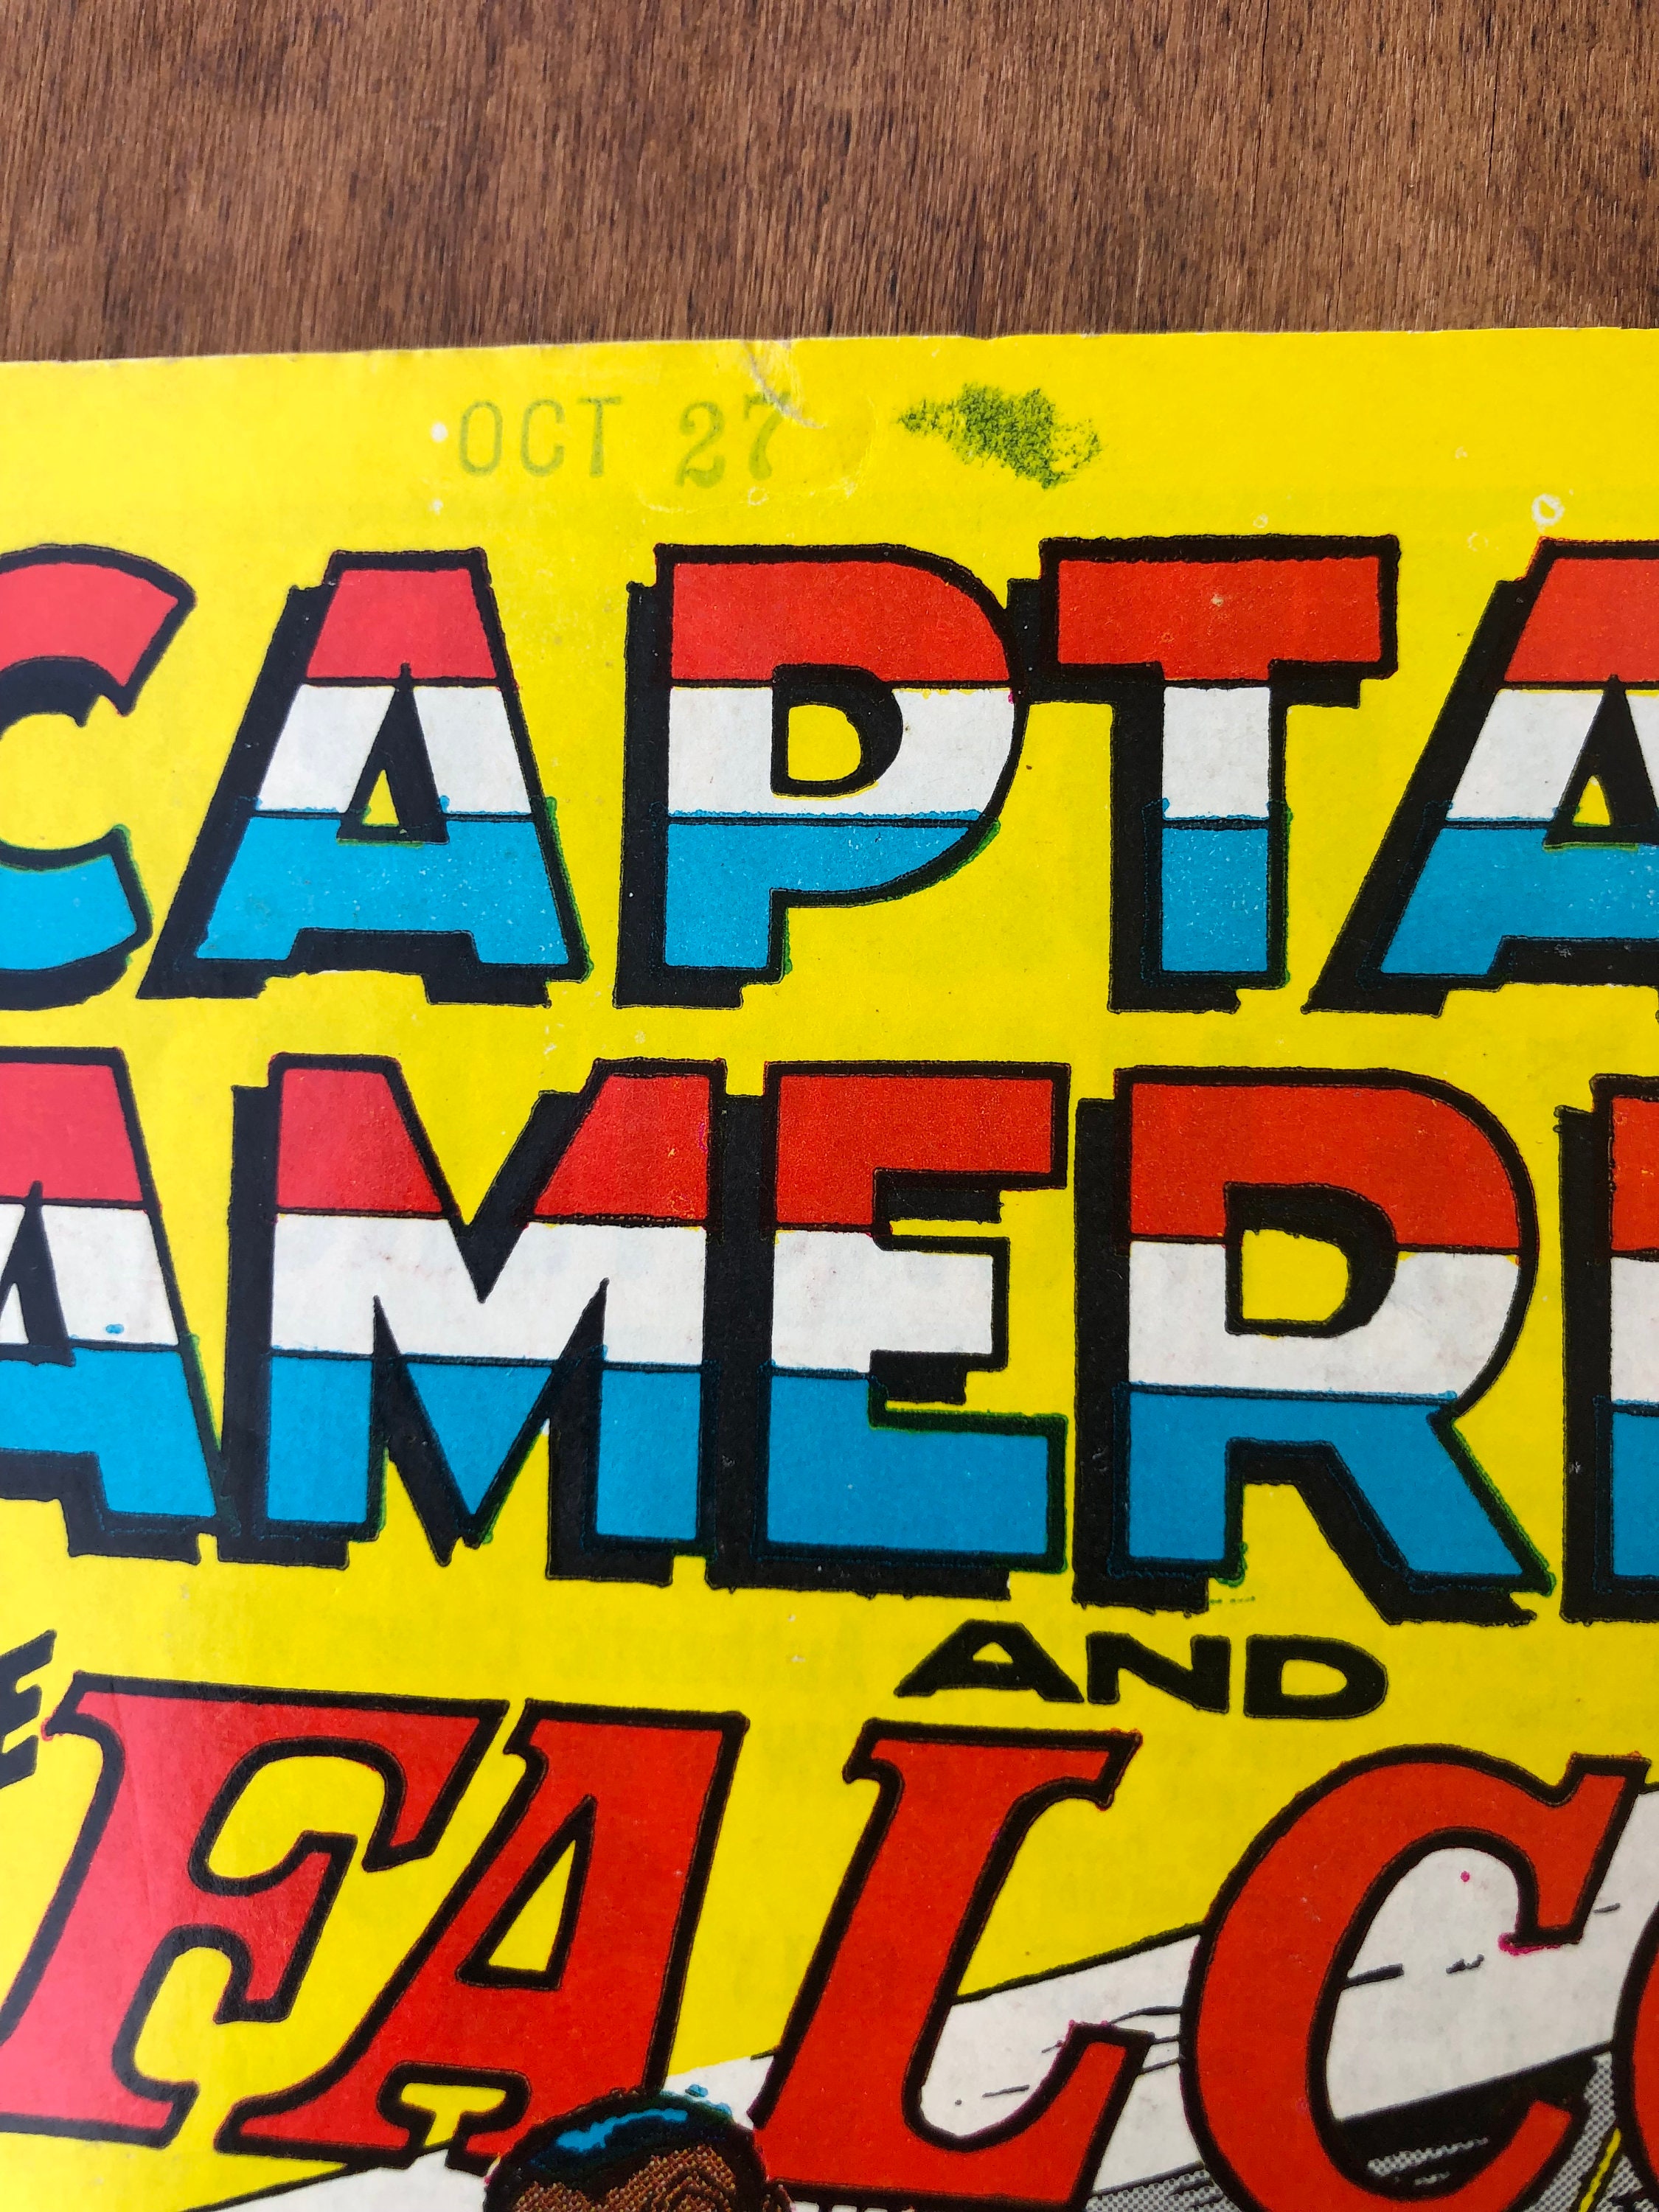 OCT 27
CAPTA
AMERI
AND
E FALCO